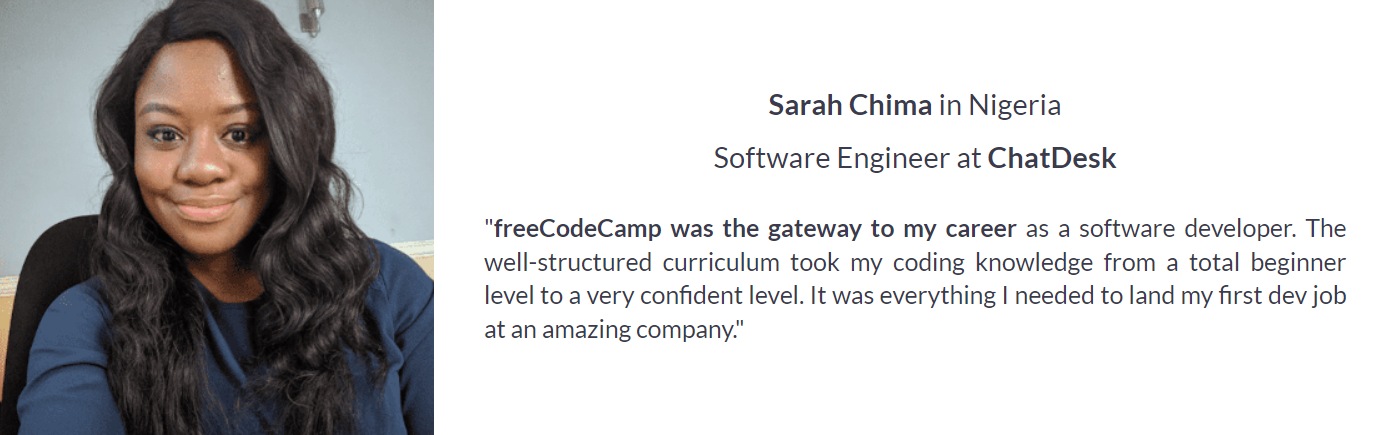 Sarah Chima in Nigeria
Software Engineer at ChatDesk
"freeCodeCamp was the gateway to my career as a software developer. The
well-structured curriculum took my coding knowledge from a total beginner
level to a very confident level. It was everything I needed to land my first dev job
at an amazing company."